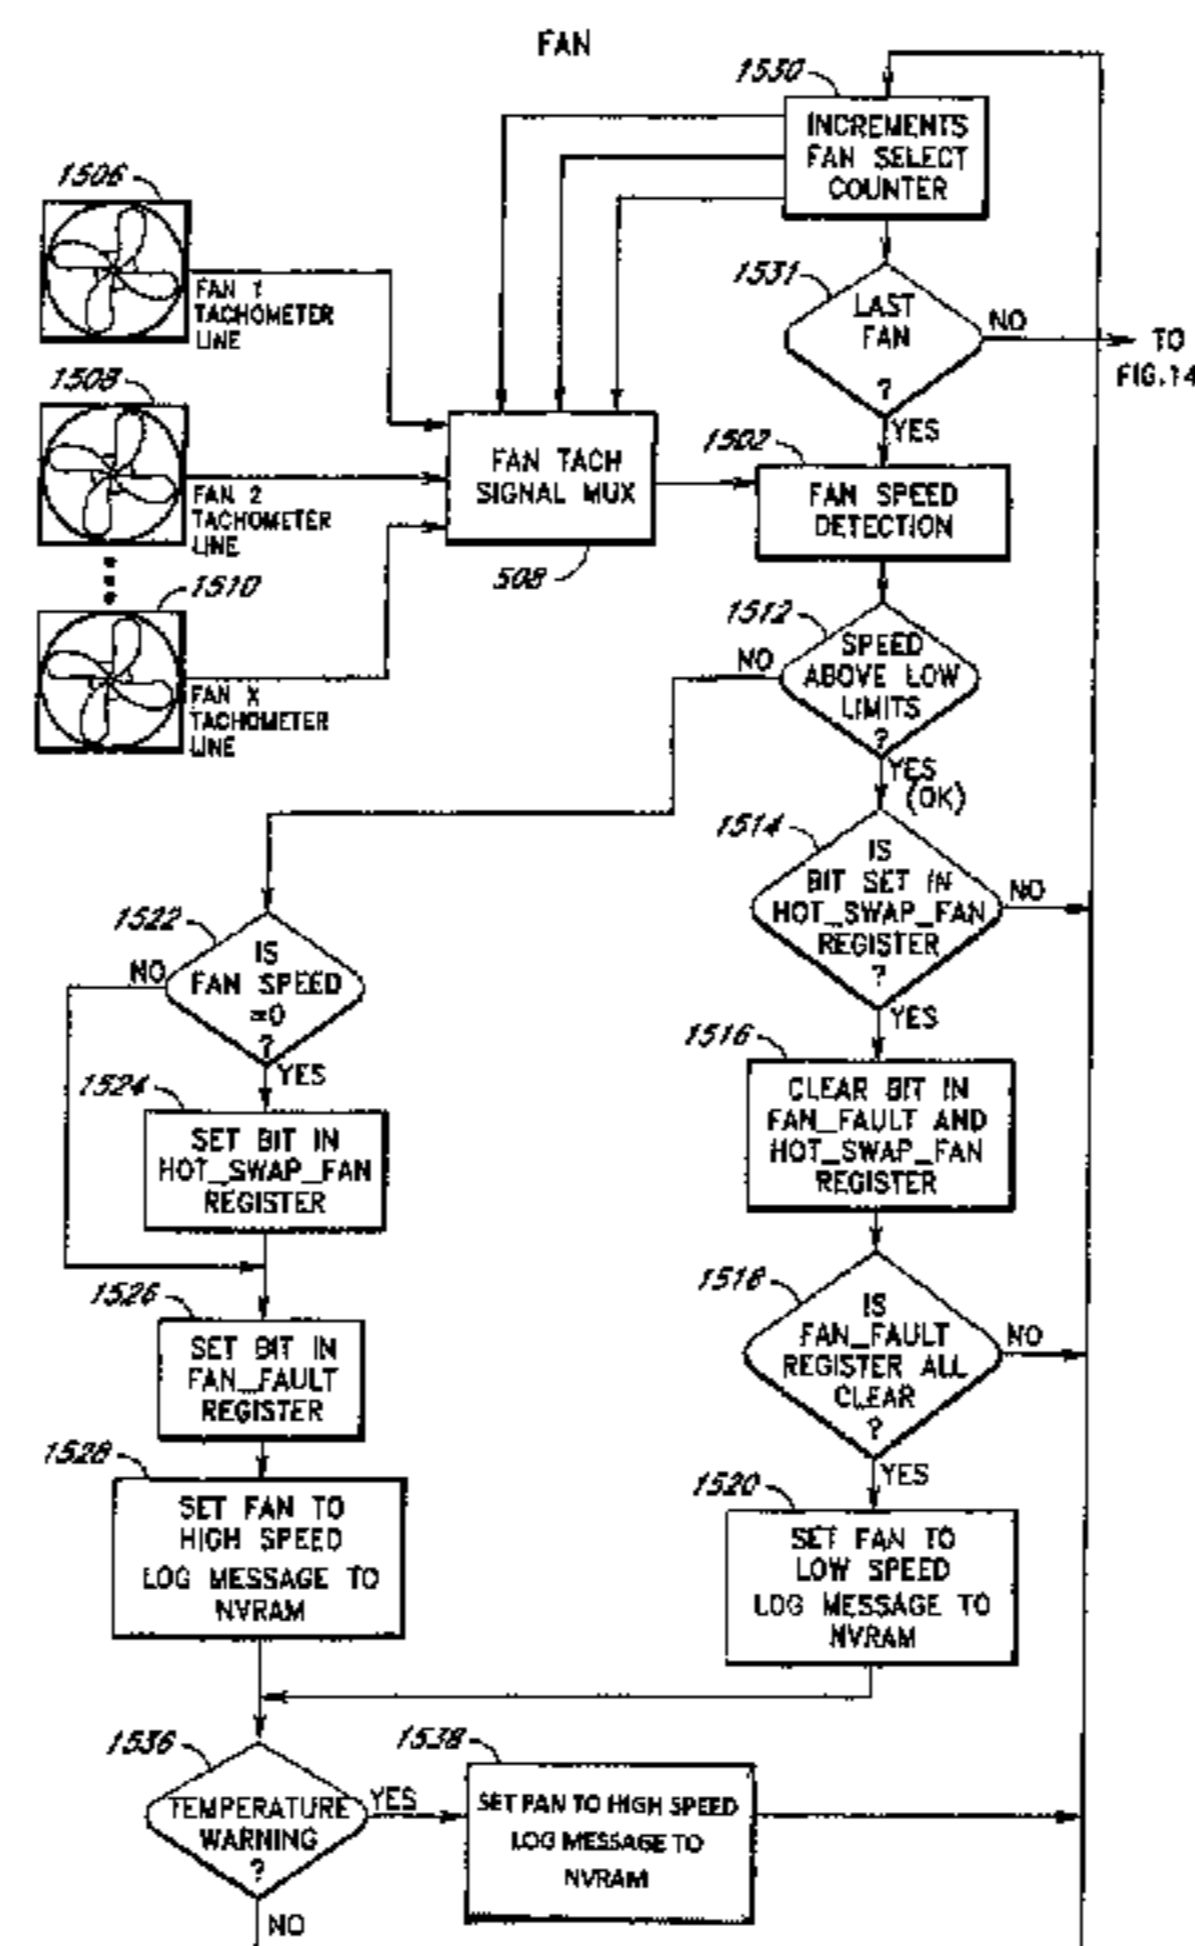 FAN
1530
INCREMENTS
FAN SELECT
COUNTER
1506
FAN 1
TACHOMETER
LINE
1531
LAST
FAN
?
NO
TO
FIG.14
YES
1508
FAN 2
TACHOMETER
LINE
FAN TACH
SIGNAL MUX
508
1502
FAN SPEED
DETECTION
1510
FAN X
TACHOMETER
LINE
1512
SPEED
ABOVE LOW
LIMITS
?
NO
YES
(OK)
1514
IS
BIT SET IN
HOT_SWAP_FAN
REGISTER
?
NO
YES
1522
IS
FAN SPEED
=0
?
NO
YES
1516
CLEAR BIT IN
FAN_FAULT AND
HOT_SWAP_FAN
REGISTER
1524
SET BIT IN
HOT_SWAP_FAN
REGISTER
1518
IS
FAN_FAULT
REGISTER ALL
CLEAR
?
NO
YES
1526
SET BIT IN
FAN_FAULT
REGISTER
1528
SET FAN TO
HIGH SPEED
LOG MESSAGE TO
NVRAM
1520
SET FAN TO
LOW SPEED
LOG MESSAGE TO
NVRAM
1536
TEMPERATURE
WARNING
?
YES
NO
1538
SET FAN TO HIGH SPEED
LOG MESSAGE TO
NVRAM